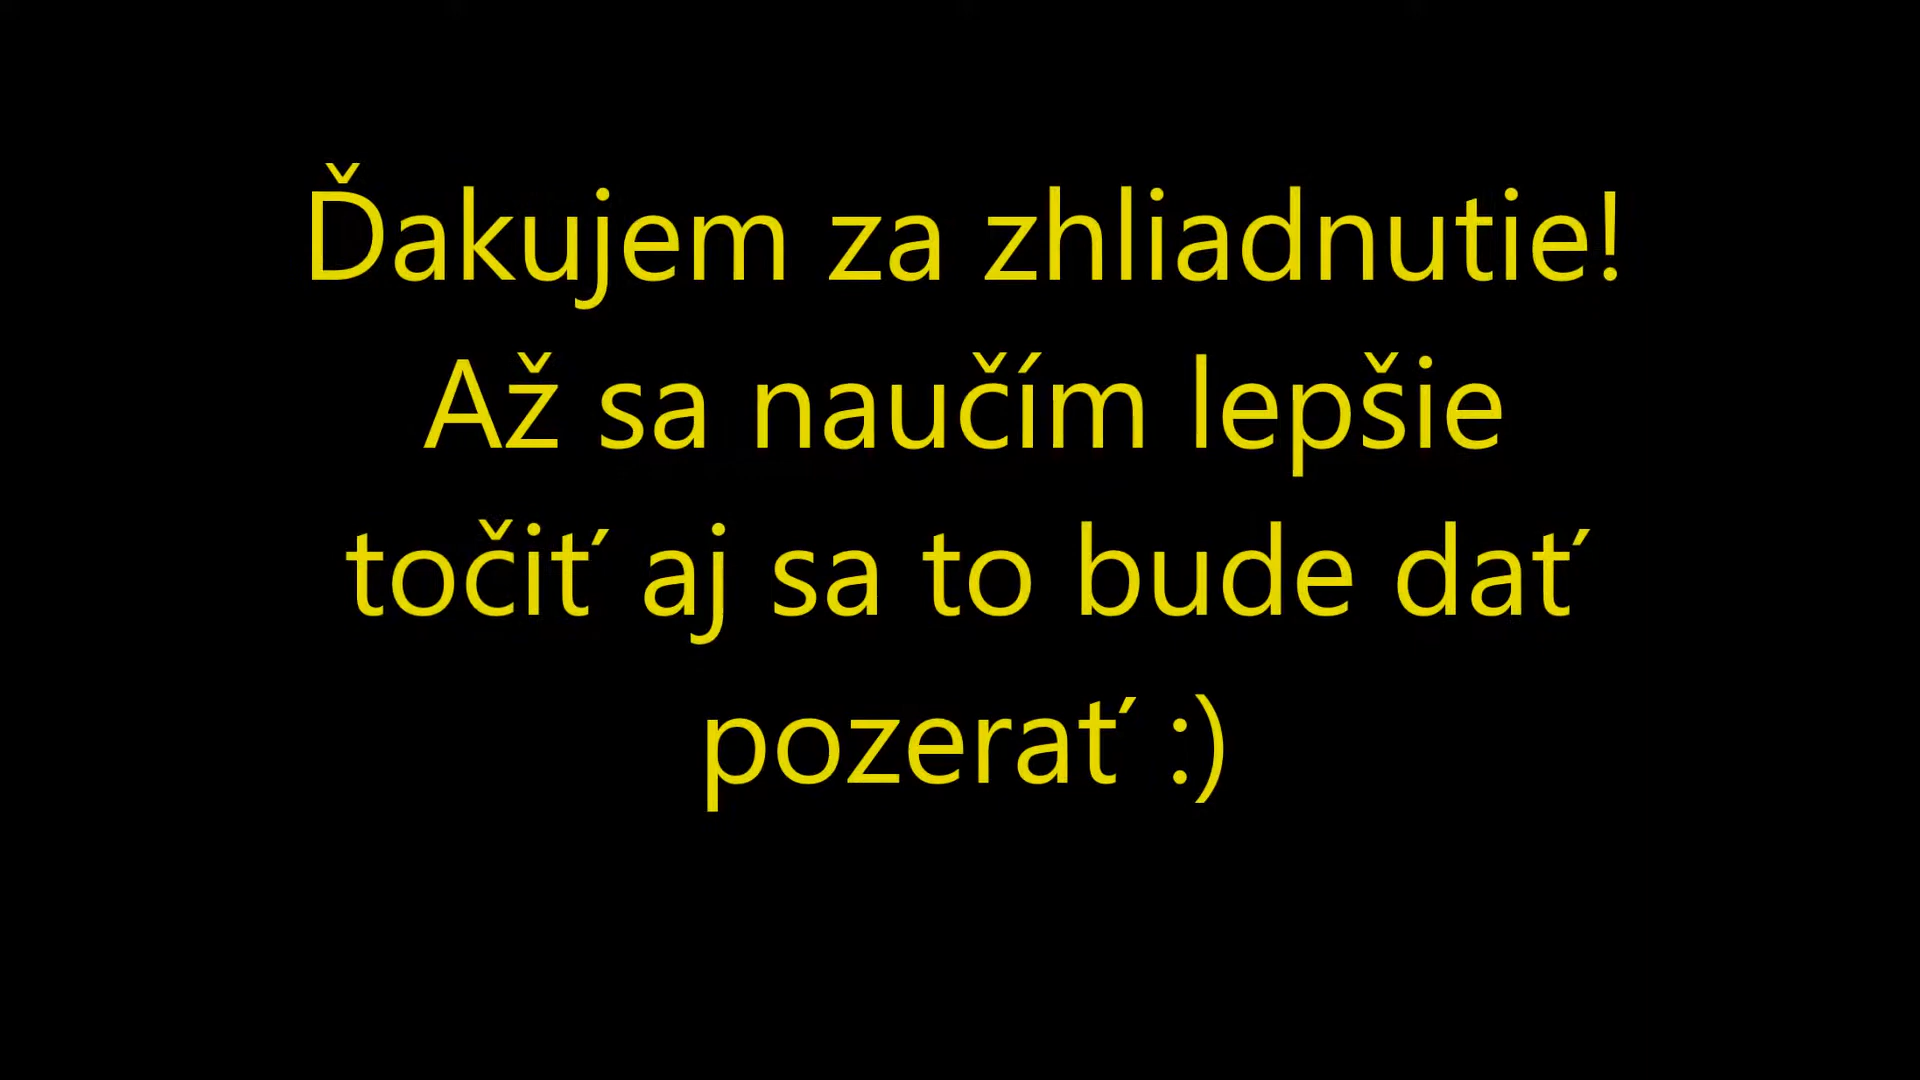 Ďakujem za zhliadnutie!
Až sa naučím lepšie
točiť aj sa to bude dať
pozerať :)